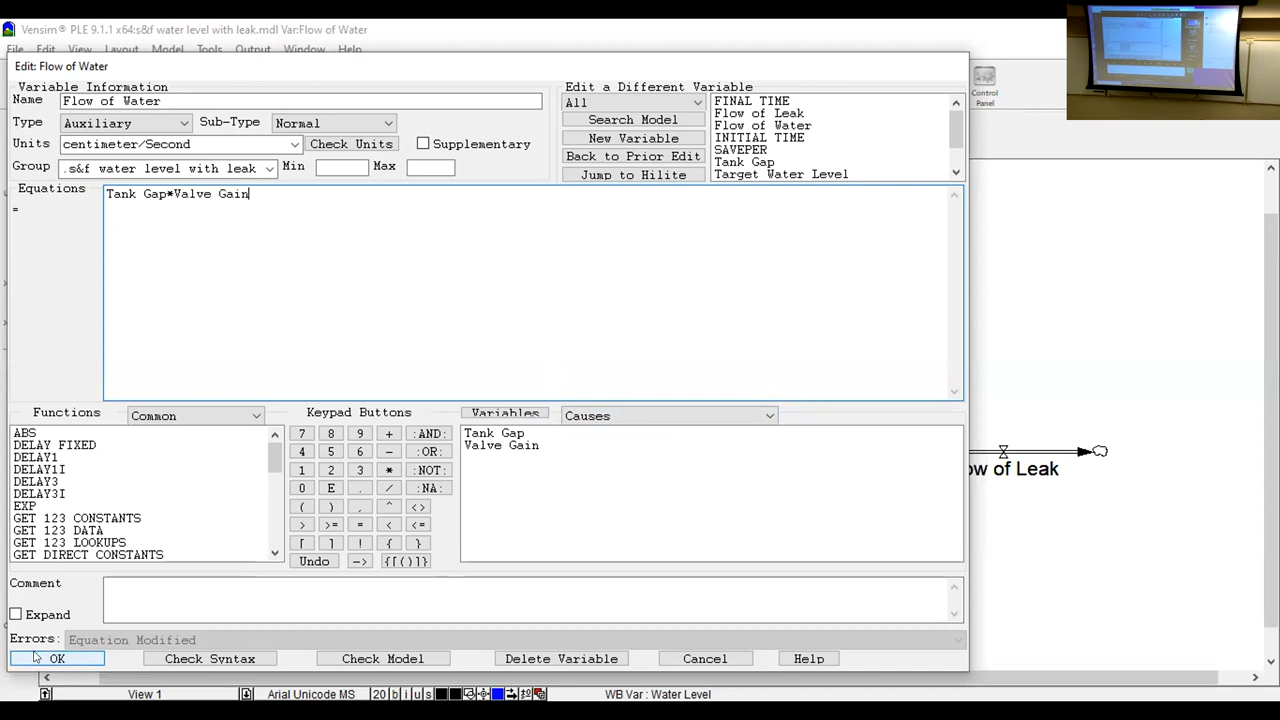 Vensim® PLE 9.1.1 x64:s&f water level with leak.mdl Var:Flow of Water
File Edit View Layout Model Tools Output Window Help
Edit: Flow of Water
Variable Information
Edit a Different Variable
Name Flow of Water
All
FINAL TIME
Flow of Leak
Flow of Water
INITIAL TIME
SAVEPER
Tank Gap
Target Water Level
Type Auxiliary Sub-Type Normal
Search Model
Units centimeter/Second Check Units Supplementary
New Variable
Back to Prior Edit
Group .s&f water level with leak Min Max
Jump to Hilite
Control
Panel
Equations Tank Gap*Valve Gain
=
ow of Leak
Functions Common
Keypad Buttons
Variables Causes
ABS
DELAY FIXED
DELAY1
DELAY1I
DELAY3
DELAY3I
EXP
GET 123 CONSTANTS
GET 123 DATA
GET 123 LOOKUPS
GET DIRECT CONSTANTS
7 8 9 + :AND:
4 5 6 - :OR:
1 2 3 * :NOT:
0 E . / :NA:
( ) , ^ <>
> >= = < <=
[ ] ! { }
Undo -> {[()]}
Tank Gap
Valve Gain
Comment
Expand
Errors: Equation Modified
OK Check Syntax Check Model Delete Variable Cancel Help
View 1 Arial Unicode MS 20 b i u s WB Var : Water Level